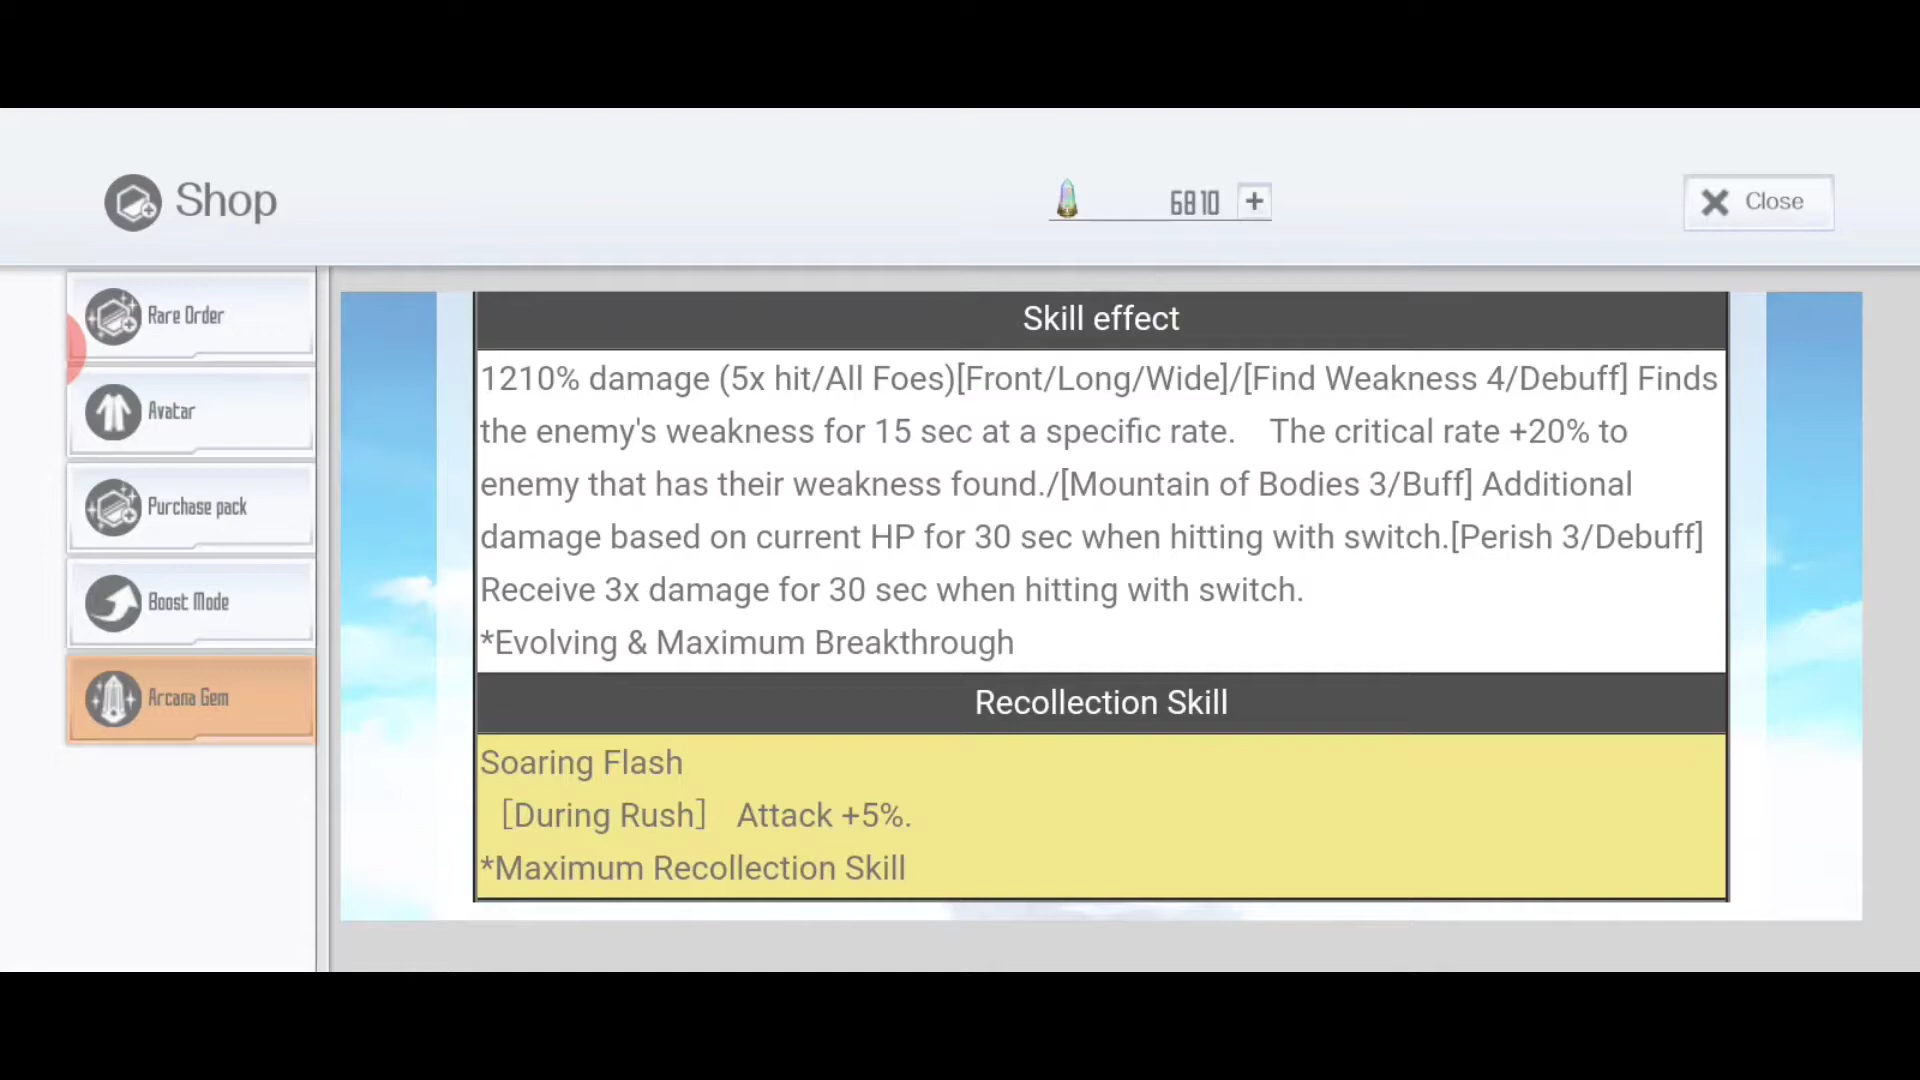 Shop
6810
+
Close
Rare Order
Avatar
Purchase pack
Boost Mode
Arcana Gem
Skill effect
1210% damage (5x hit/All Foes)[Front/Long/Wide]/[Find Weakness 4/Debuff] Finds
the enemy's weakness for 15 sec at a specific rate.　The critical rate +20% to
enemy that has their weakness found./[Mountain of Bodies 3/Buff] Additional
damage based on current HP for 30 sec when hitting with switch.[Perish 3/Debuff]
Receive 3x damage for 30 sec when hitting with switch.
*Evolving & Maximum Breakthrough
Recollection Skill
Soaring Flash
［During Rush］　Attack +5%.
*Maximum Recollection Skill